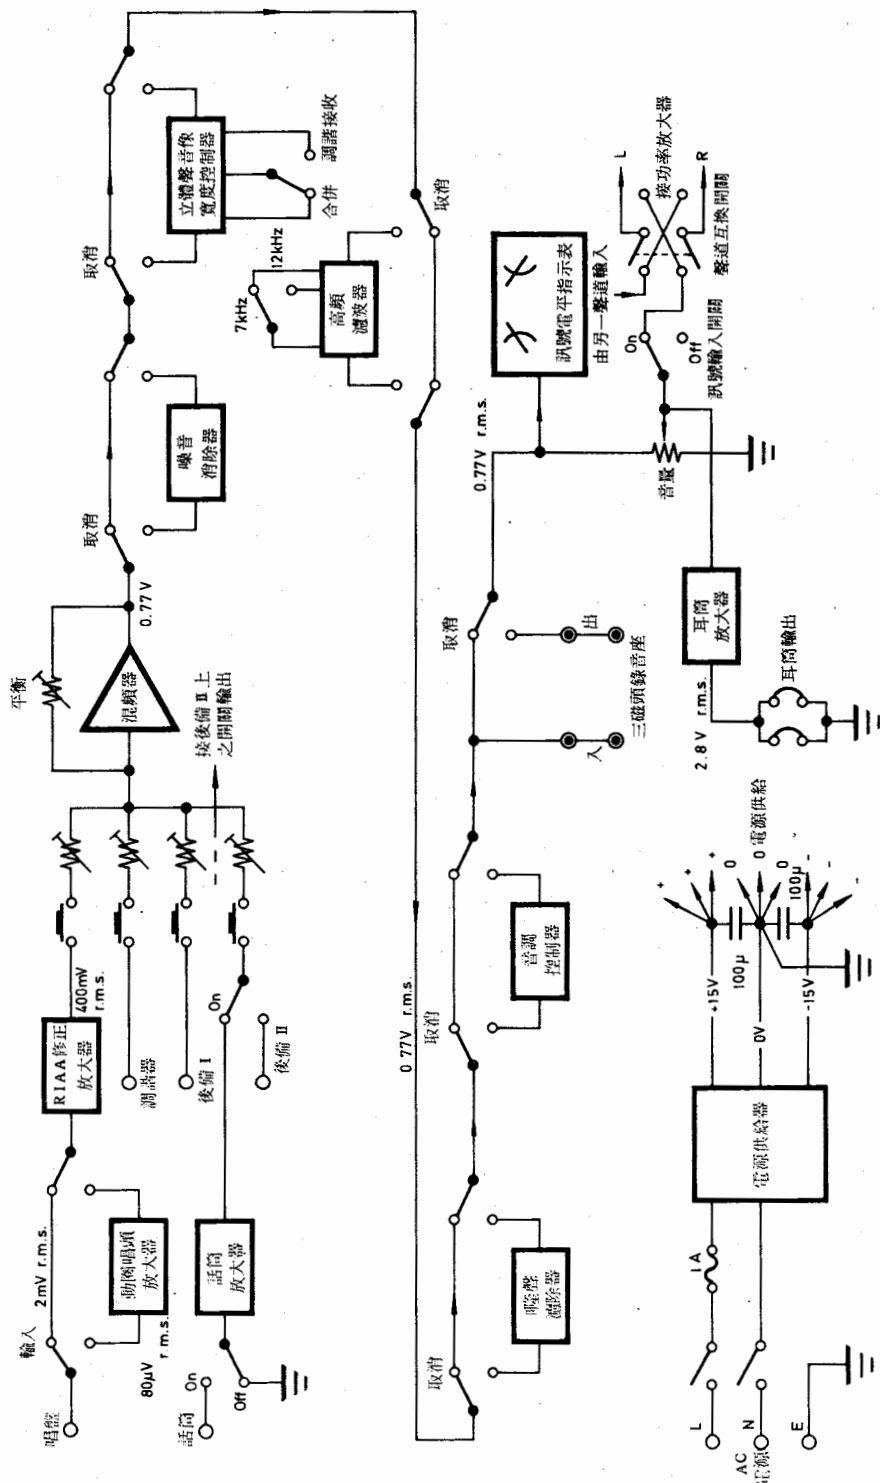 唱盤
輸入
2mV r.m.s.
80μV
r m.s.
動圈唱頭
放大器
RIAA修正
放大器
400mV
r.m.s.
調諧器
後備 I
後備 II
話筒
On
Off
話筒
放大器
On
接後備 II 上
之開關輸出
平衡
混頻器
0.77V
取消
噪音
消除器
取消
立體聲音像
寬度控制器
合併
調諧接收
7kHz
12kHz
高頻
濾波器
取消
0 77V r.m.s.
取消
濾除器
取消
音調
控制器
入
出
三磁頭錄音座
取消
0.77V r.m.s.
訊號電平指示表
音量
On
Off
訊號輸入開關
由另一聲道輸入
L
R
接功率放大器
聲道互換開關
耳筒
放大器
2.8V r.m.s.
耳筒輸出
AC
電源
L
N
E
1A
電源供給器
+15V
0V
-15V
100μ
100μ
+
+
+
0
0
0
-
-
-
電源供給